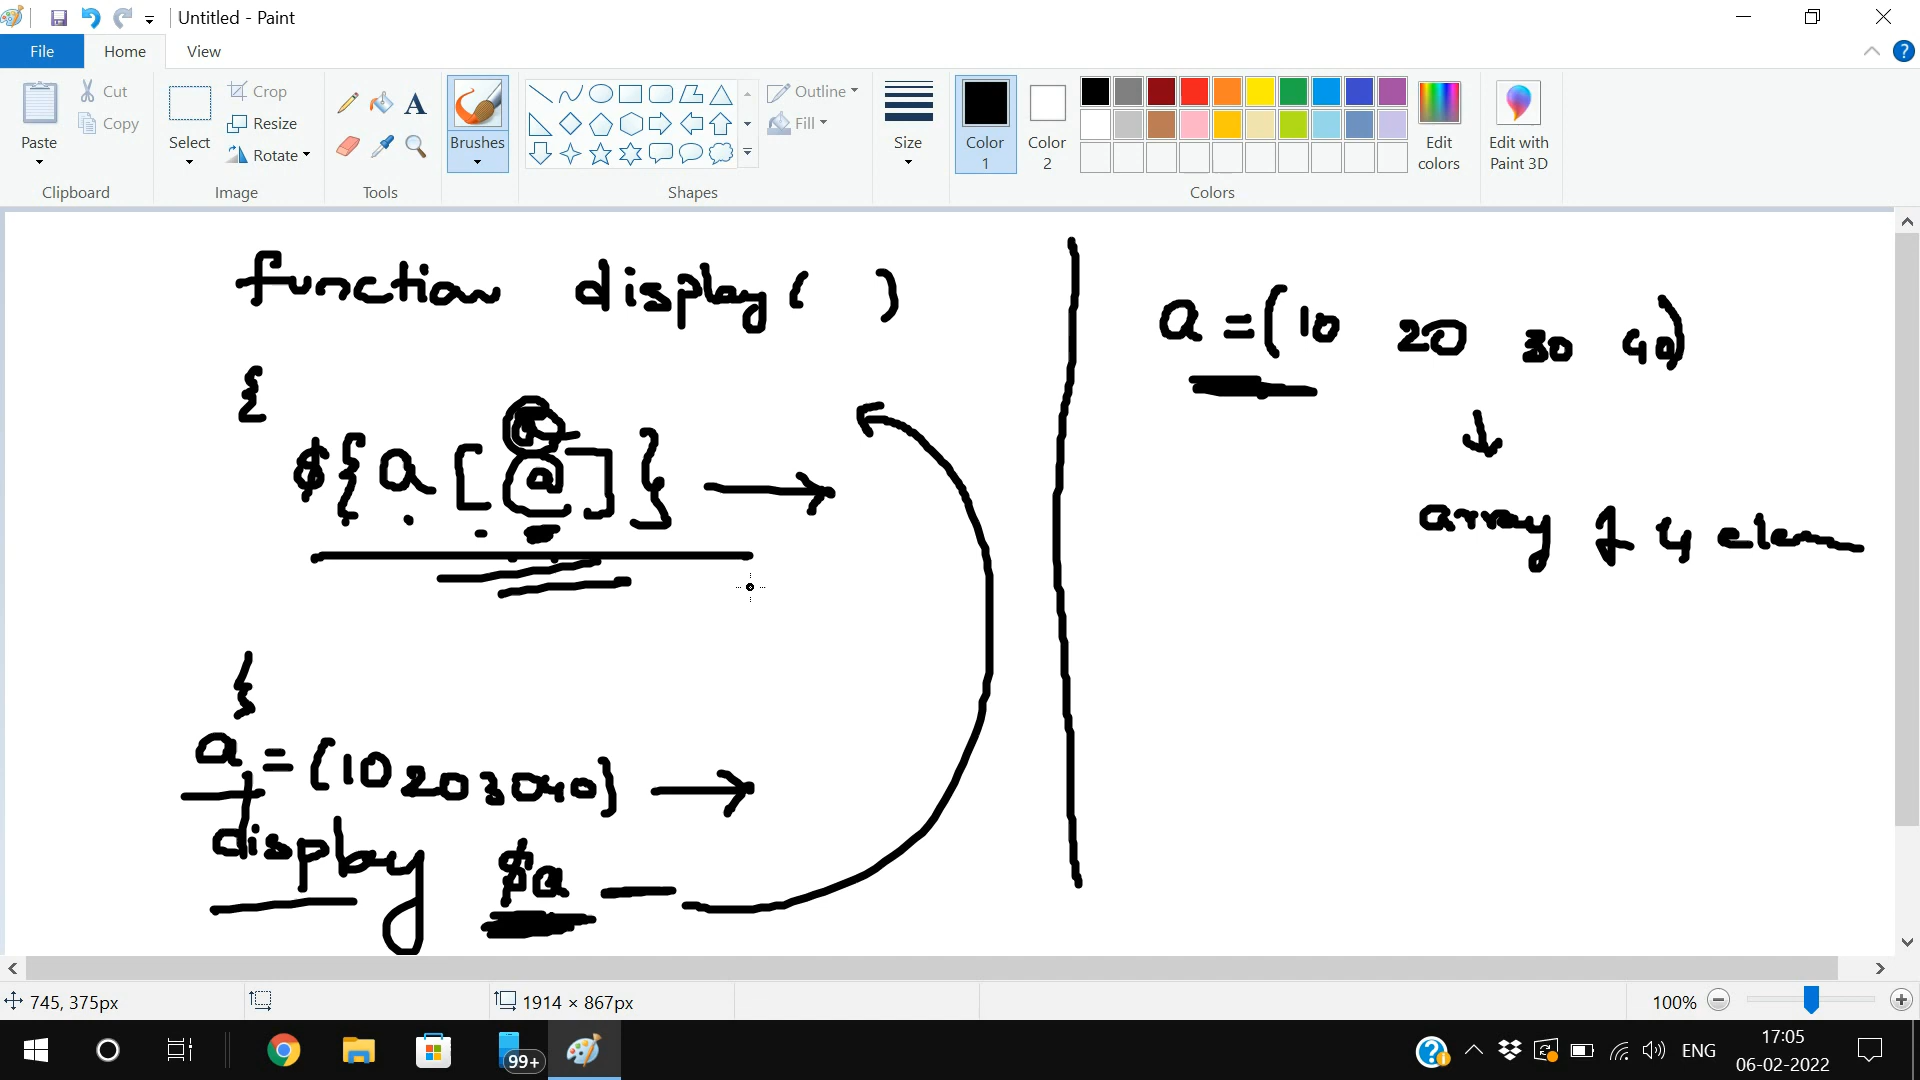 Untitled - Paint
File Home View
Paste Cut Copy Clipboard
Select Crop Resize Rotate Image
Tools
Brushes
Shapes Outline Fill
Size
Color 1 Color 2 Edit colors Colors
Edit with Paint 3D
function display( )
{
${a[@]}
}
a=(10 20 30 40)
display $a
a=(10 20 30 40)
array of 4 elem
745, 375px
1914 × 867px
100%
99+
ENG
17:05
06-02-2022